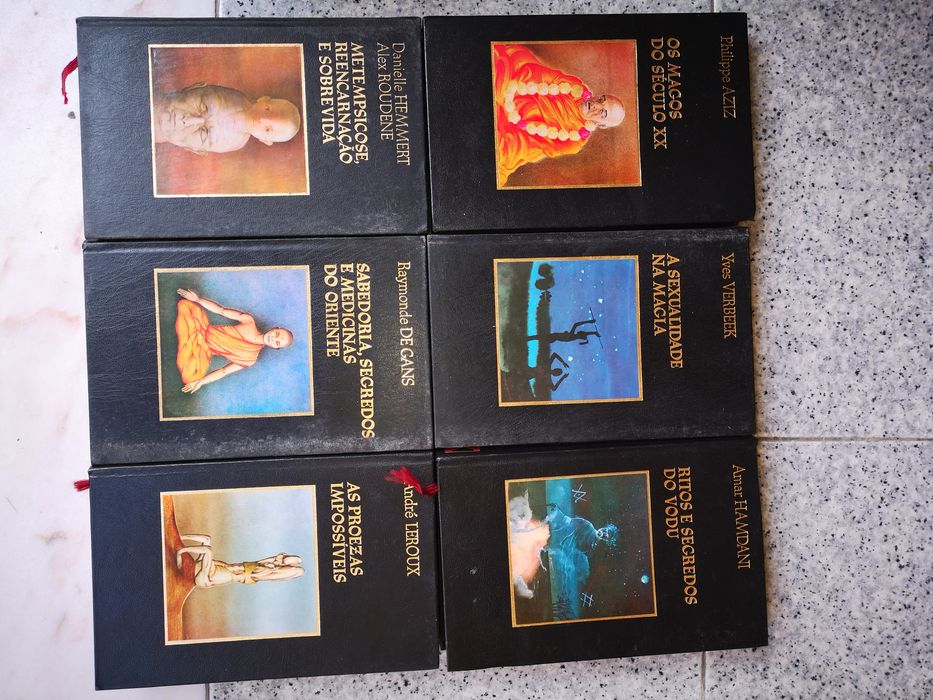 Danielle HEMMERT
Alex ROUDENE
METEMPSICOSE,
REENCARNAÇÃO
E SOBREVIDA
Philippe AZIZ
OS MAGOS
DO SÉCULO XX
Raymonde DE GANS
SABEDORIA, SEGREDOS
E MEDICINAS
DO ORIENTE
Yves VERBEEK
A SEXUALIDADE
NA MAGIA
André LEROUX
AS PROEZAS
IMPOSSÍVEIS
Amar HAMDANI
RITOS E SEGREDOS
DO VODU